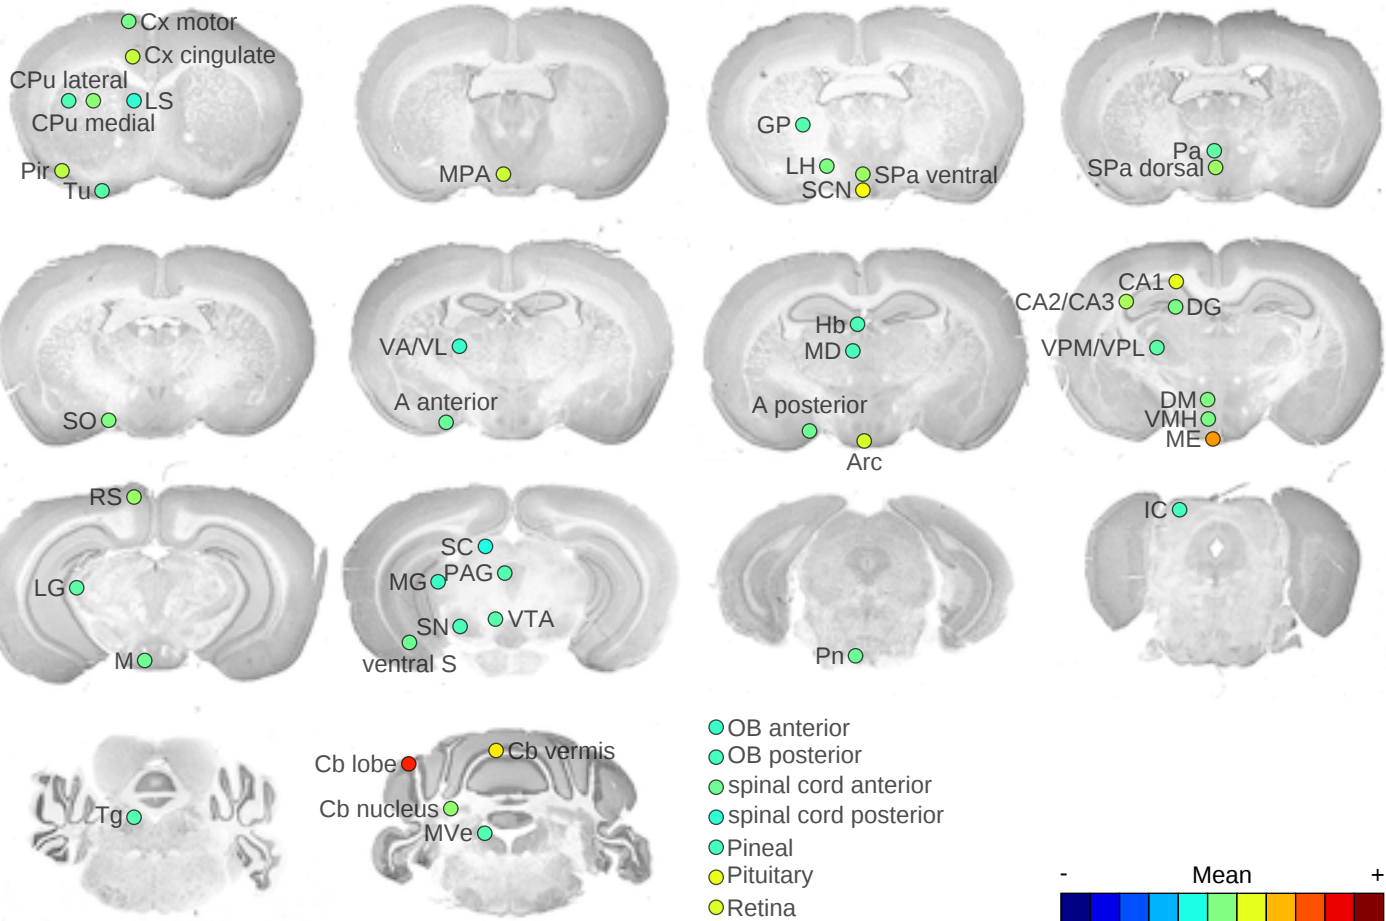 Cx motor
Cx cingulate
CPu lateral
LS
CPu medial
Pir
Tu
MPA
GP
LH
SPa ventral
SCN
Pa
SPa dorsal
SO
VA/VL
A anterior
Hb
MD
A posterior
Arc
CA1
CA2/CA3
DG
VPM/VPL
DM
VMH
ME
RS
LG
M
SC
PAG
MG
VTA
SN
ventral S
Pn
IC
Tg
Cb lobe
Cb vermis
Cb nucleus
MVe
OB anterior
OB posterior
spinal cord anterior
spinal cord posterior
Pineal
Pituitary
Retina
- Mean +